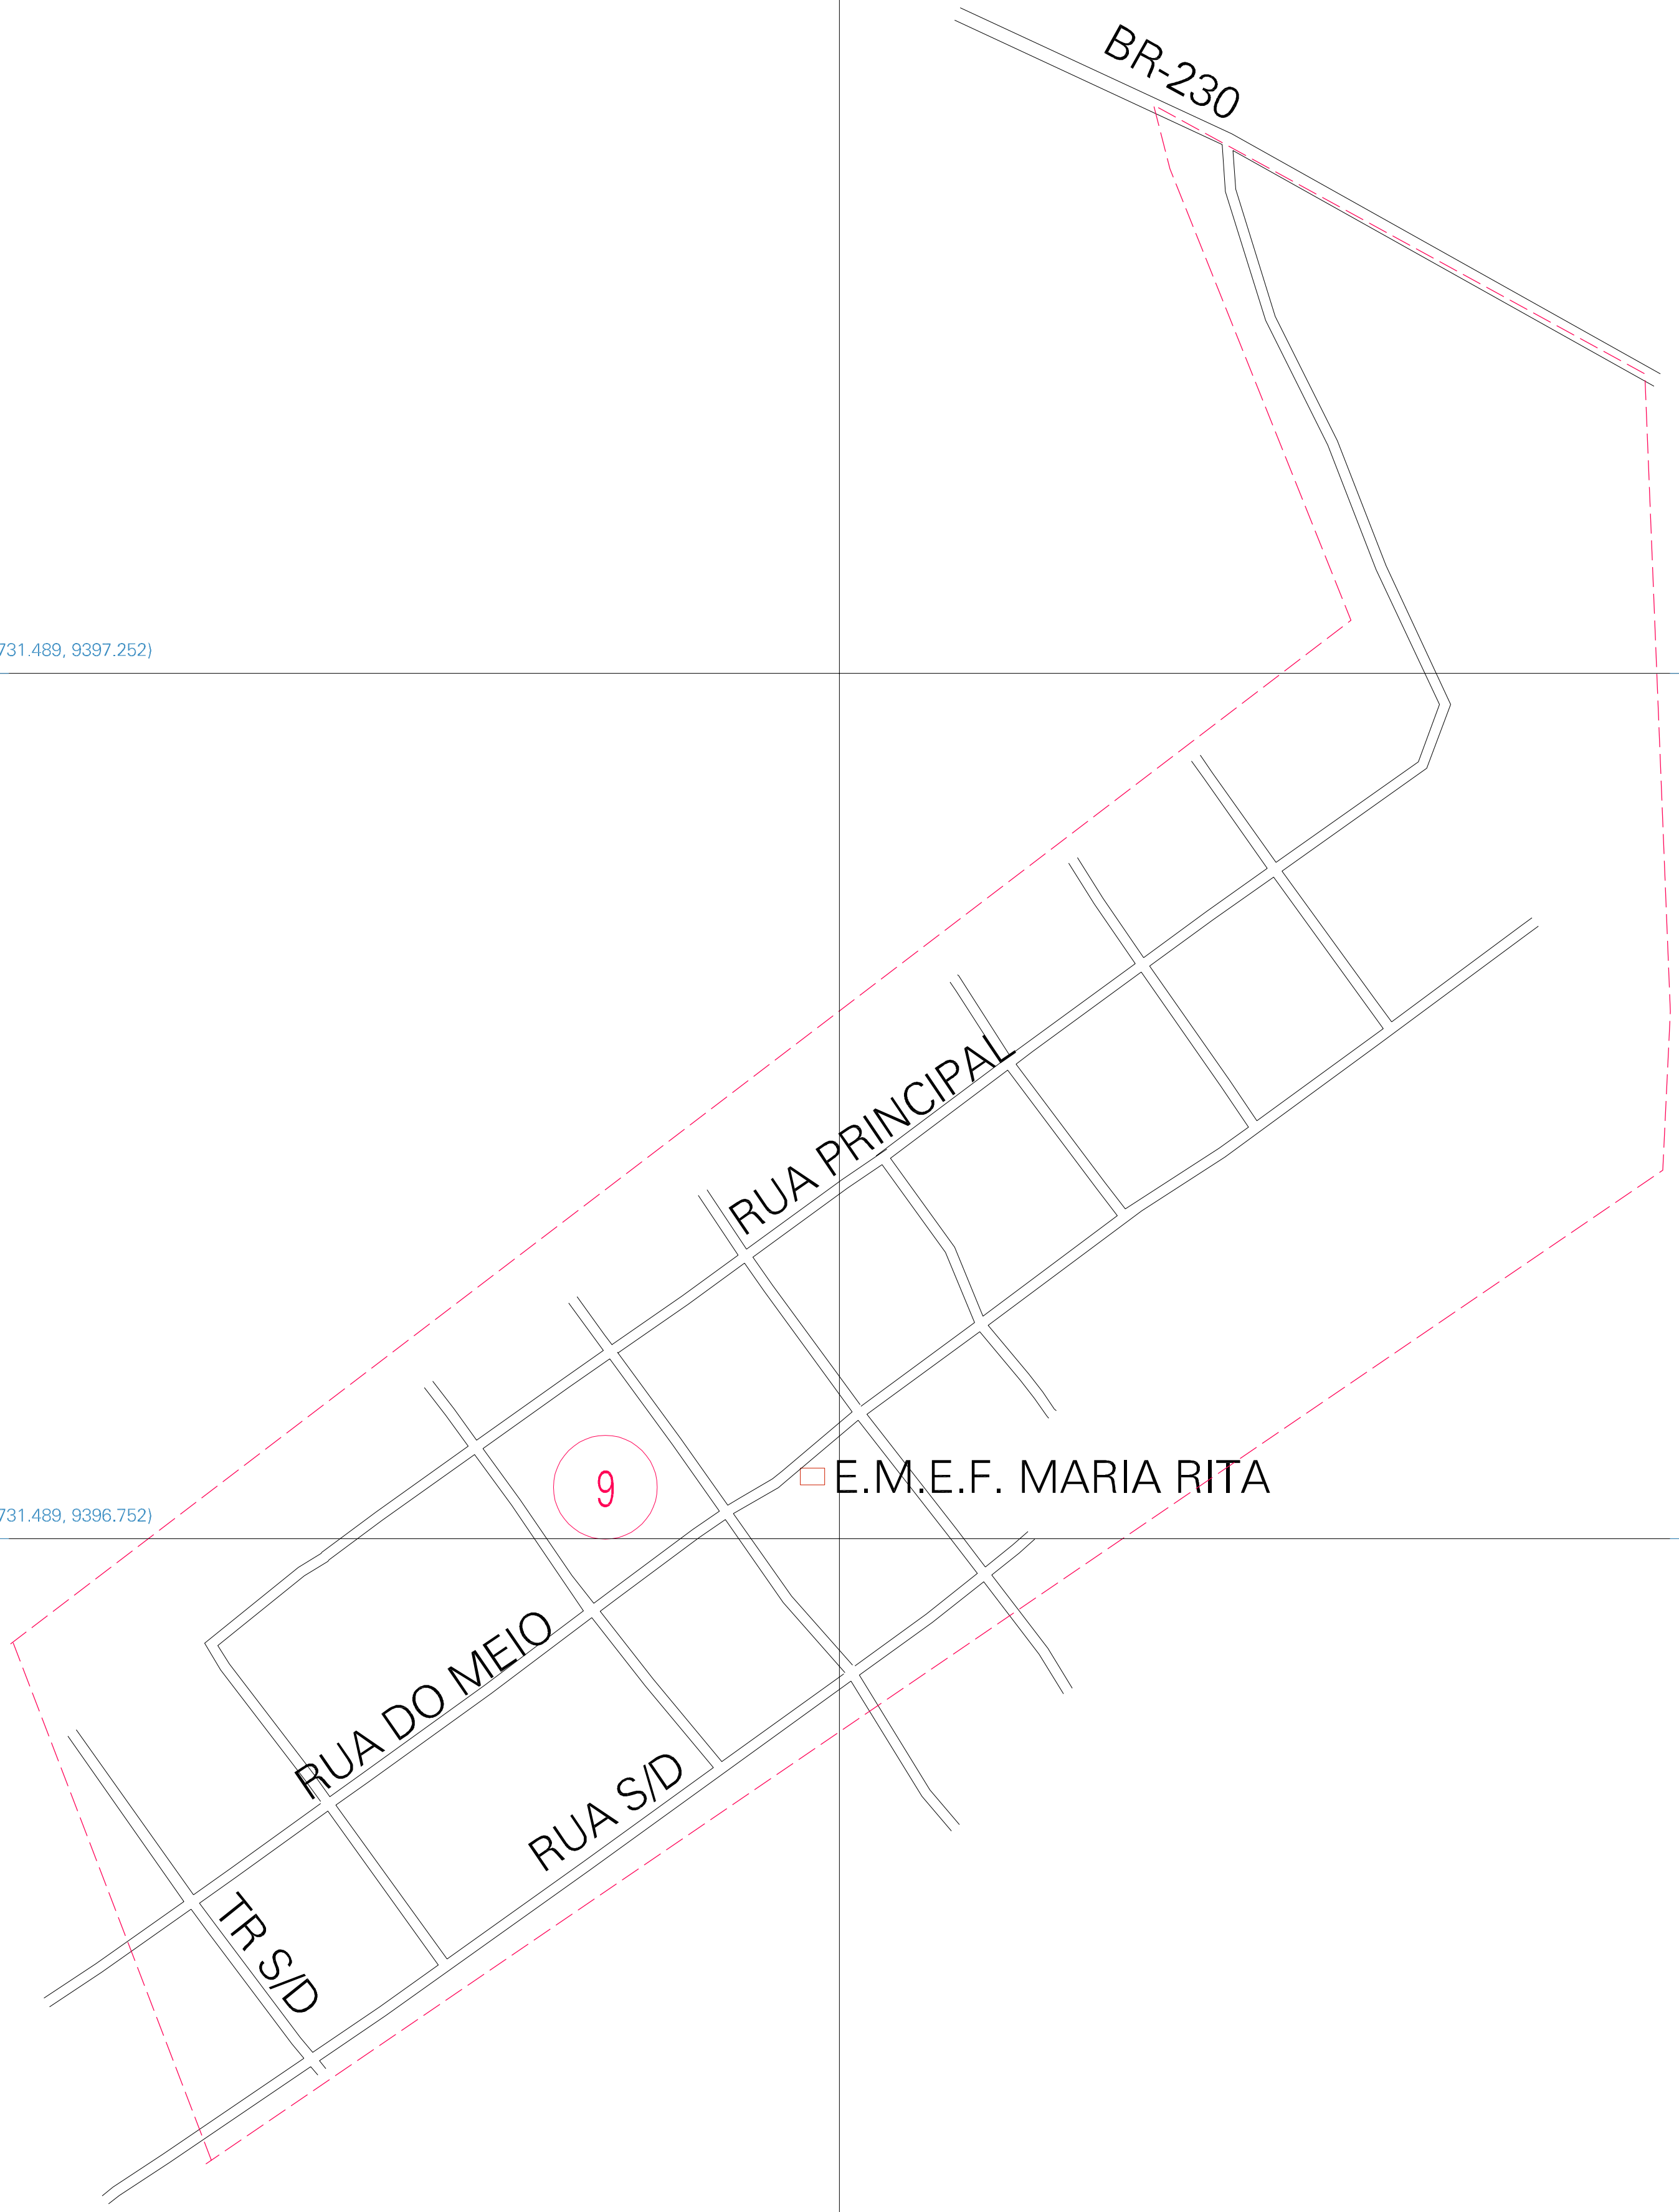 BR-230
731.489, 9397.252)
RUA PRINCIPAL
E.M.E.F. MARIA RITA
9
731.489, 9396.752)
RUA DO MEIO
RUA S/D
TR S/D